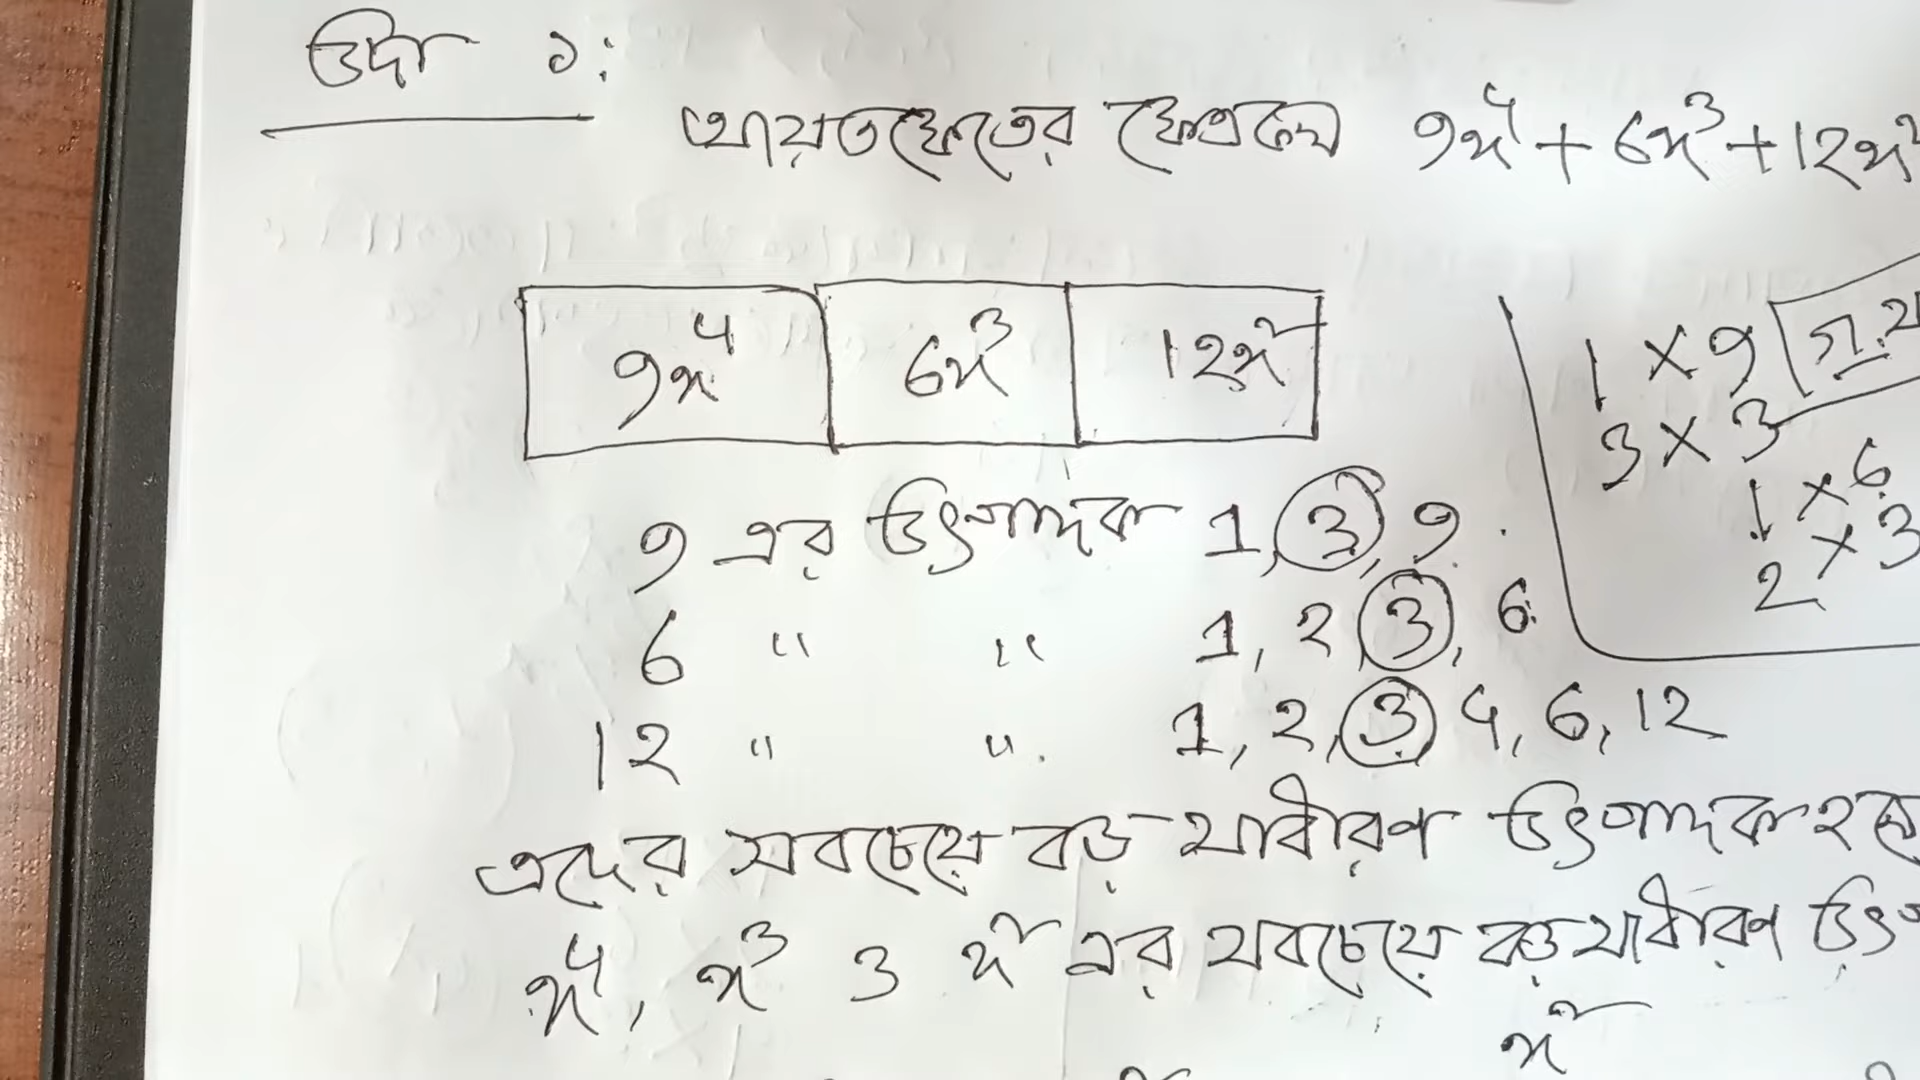 উদা ১:
আয়তক্ষেত্রের ক্ষেত্রফল 9x⁴ + 6x³ + 12x²
9x⁴ 6x³ 12x²
1 × 9
3 × 3
1 × 6
2 × 3
9 এর উৎপাদক 1, 3, 9
6 " " 1, 2, 3, 6
12 " " 1, 2, 3, 4, 6, 12
এদের সবচেয়ে বড় সাধারণ উৎপাদক হলো
x⁴, x³ ও x² এর সবচেয়ে বড় সাধারণ
x²